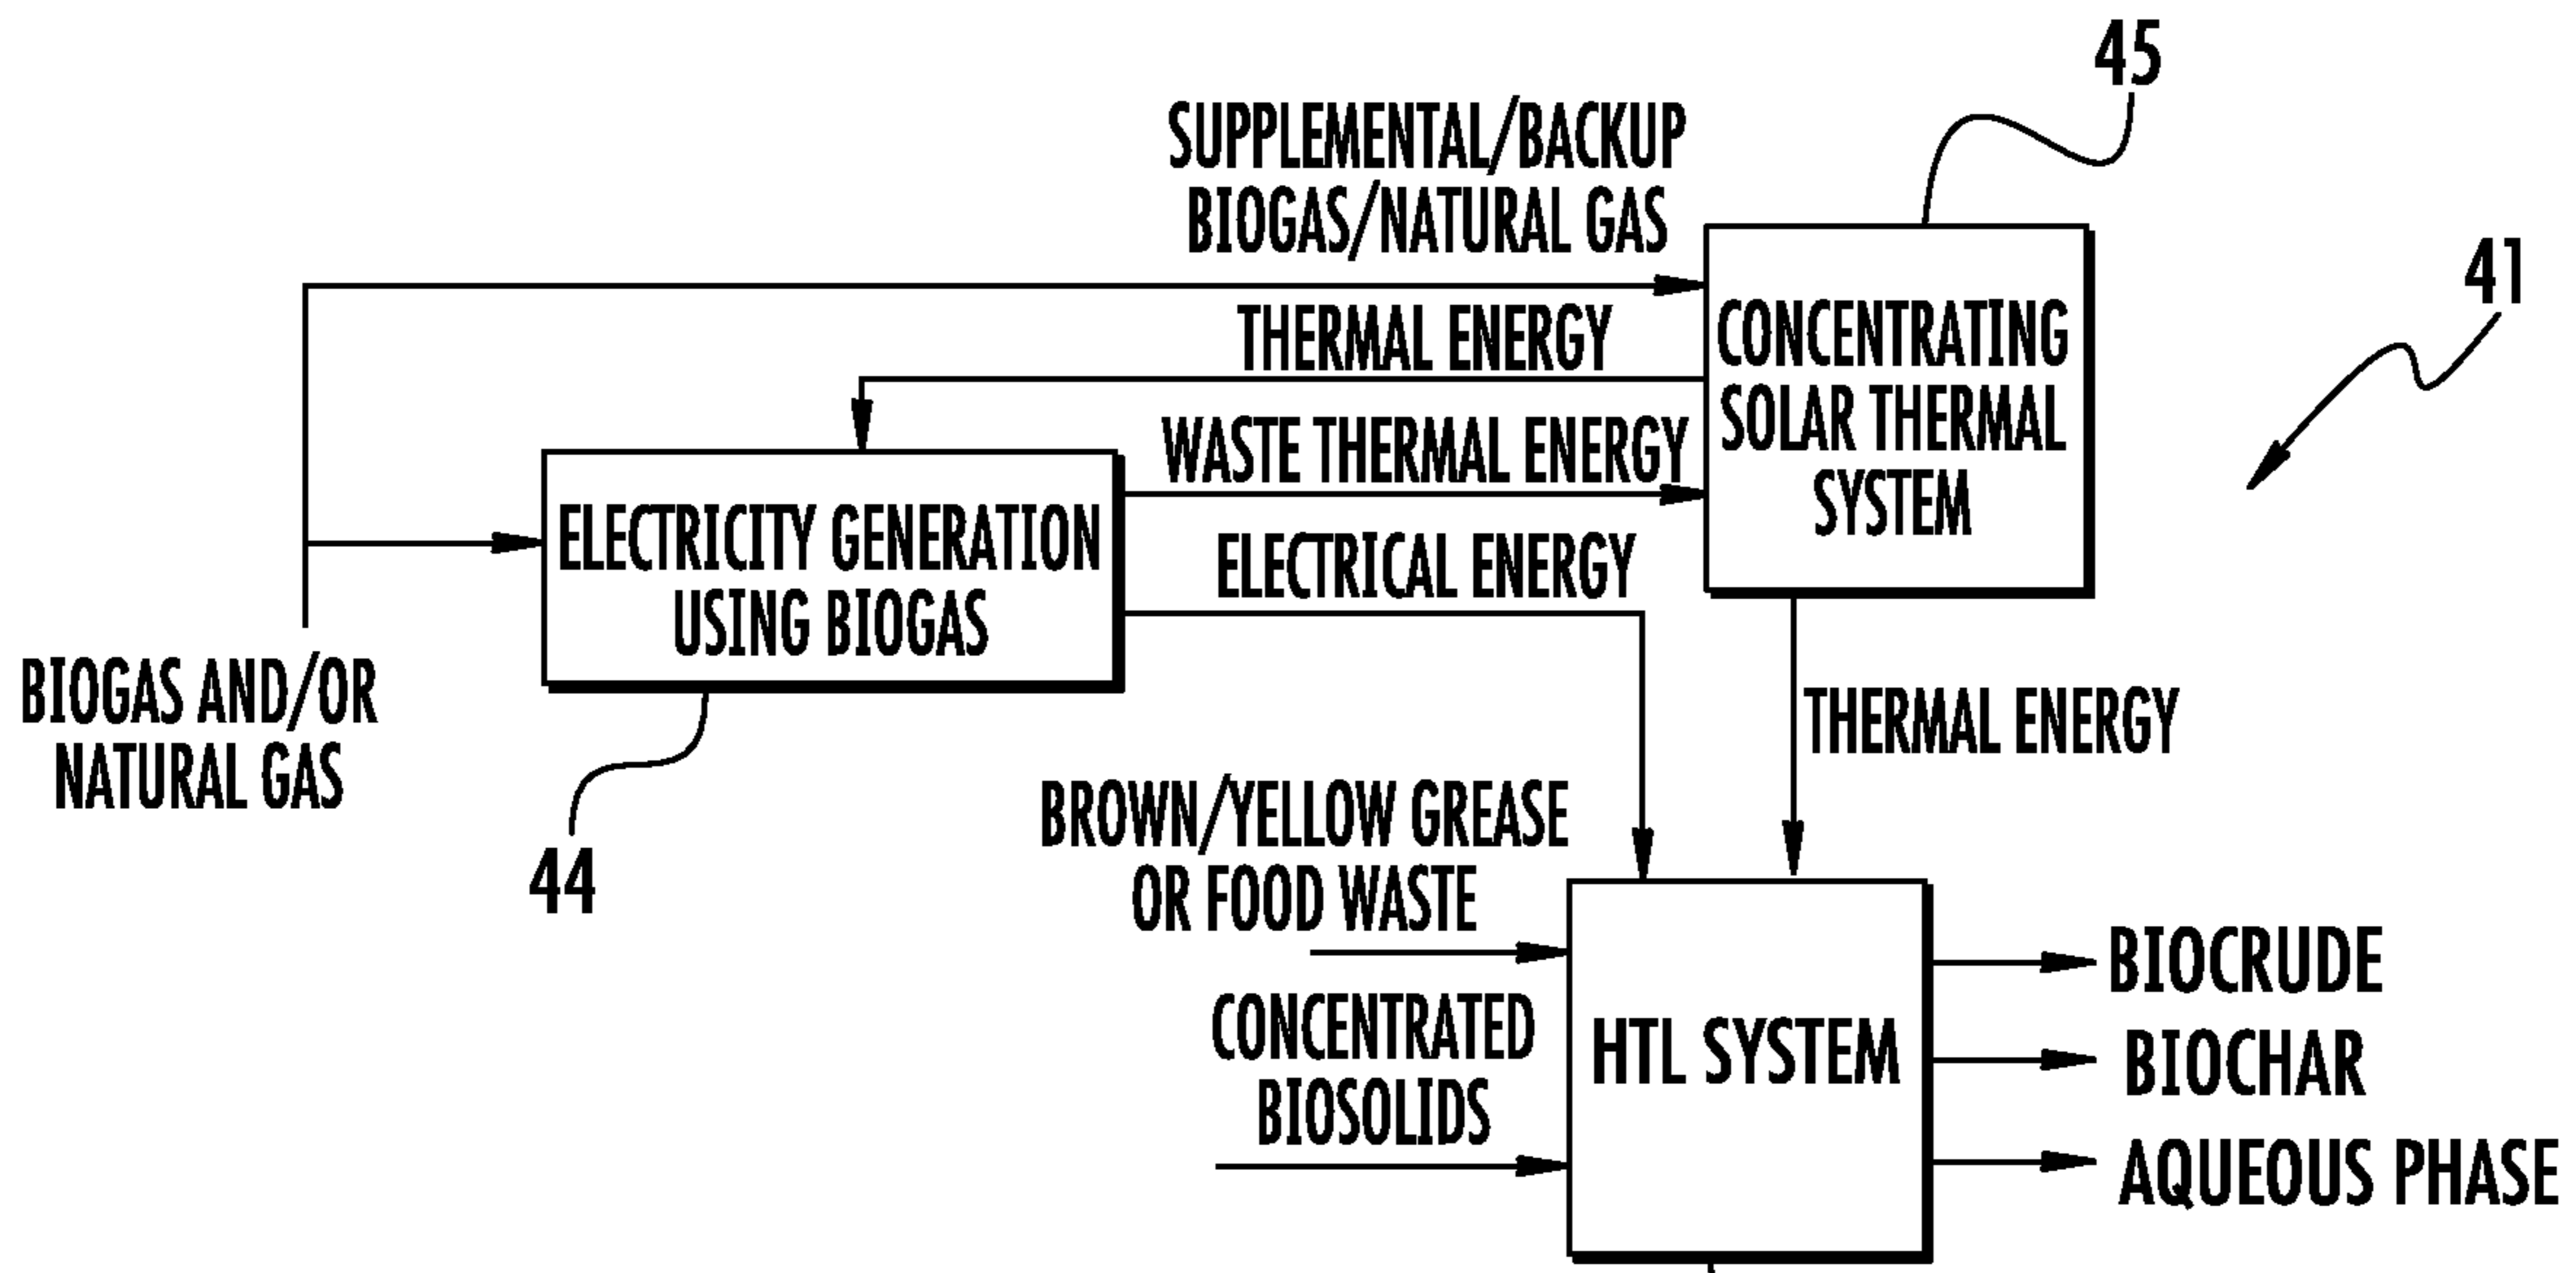 45
SUPPLEMENTAL/BACKUP
BIOGAS/NATURAL GAS
41
THERMAL ENERGY
CONCENTRATING
SOLAR THERMAL
SYSTEM
WASTE THERMAL ENERGY
ELECTRICITY GENERATION
USING BIOGAS
ELECTRICAL ENERGY
BIOGAS AND/OR
NATURAL GAS
THERMAL ENERGY
44
BROWN/YELLOW GREASE
OR FOOD WASTE
CONCENTRATED
BIOSOLIDS
HTL SYSTEM
BIOCRUDE
BIOCHAR
AQUEOUS PHASE